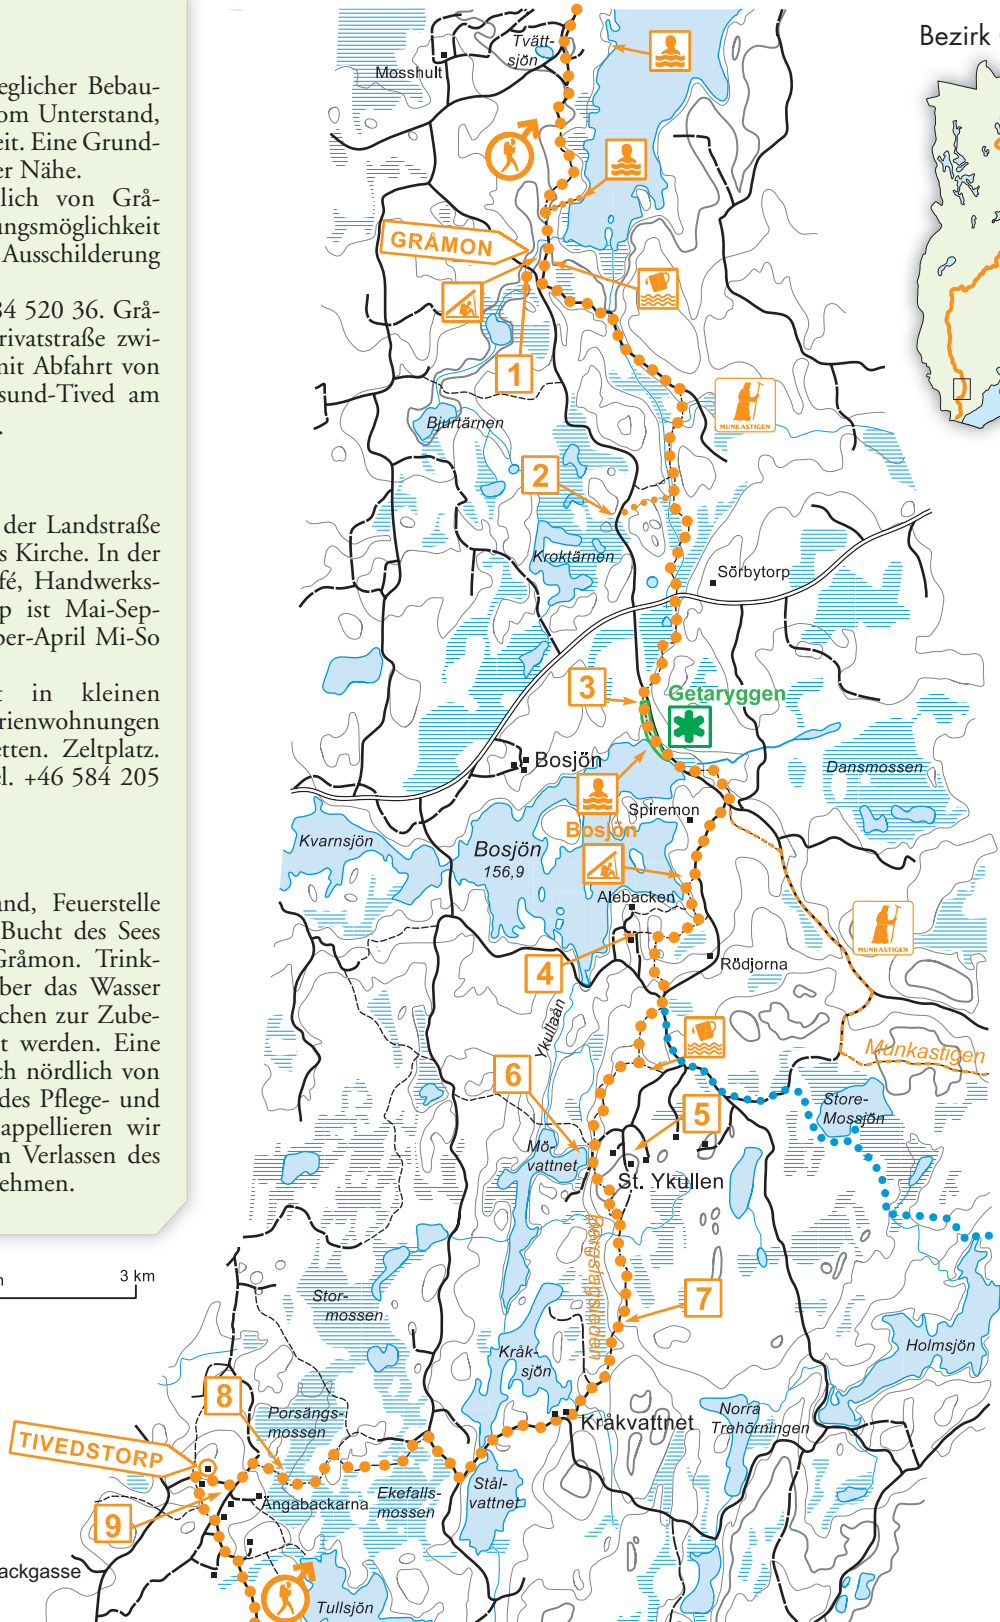 eglicher Bebau-
om Unterstand,
eit. Eine Grund-
er Nähe.
lich von Grå-
ungsmöglichkeit
Ausschilderung
84 520 36. Grå-
rivatstraße zwi-
mit Abfahrt von
sund-Tived am
.
der Landstraße
s Kirche. In der
fé, Handwerks-
p ist Mai-Sep-
ber-April Mi-So
t in kleinen
rienwohnungen
etten. Zeltplatz.
el. +46 584 205
and, Feuerstelle
Bucht des Sees
Gråmon. Trink-
ber das Wasser
chen zur Zube-
t werden. Eine
ch nördlich von
des Pflege- und
appellieren wir
m Verlassen des
ehmen.
3 km
Bezirk
Tvätt-
sjön
Mosshult
GRÅMON
1
MUNKASTIGEN
Bjurtärnen
2
Kroktärnen
Sörbytorp
3
Getaryggen
Bosjön
Dansmossen
Spiremon
Bosjön
Kvarnsjön
Bosjön
156,9
Alebacken
MUNKASTIGEN
4
Rödjorna
Ykullaån
Munkastigen
6
Store-
Mossjön
5
Mö-
vattnet
St. Ykullen
Bergslagsleden
7
Stor-
mossen
Kråk-
sjön
Holmsjön
8
Porsängs-
mossen
Kråkvattnet
Norra
Trehörningen
TIVEDSTORP
Stål-
vattnet
Ekefalls-
mossen
Ängabackarna
9
ackgasse
Tullsjön